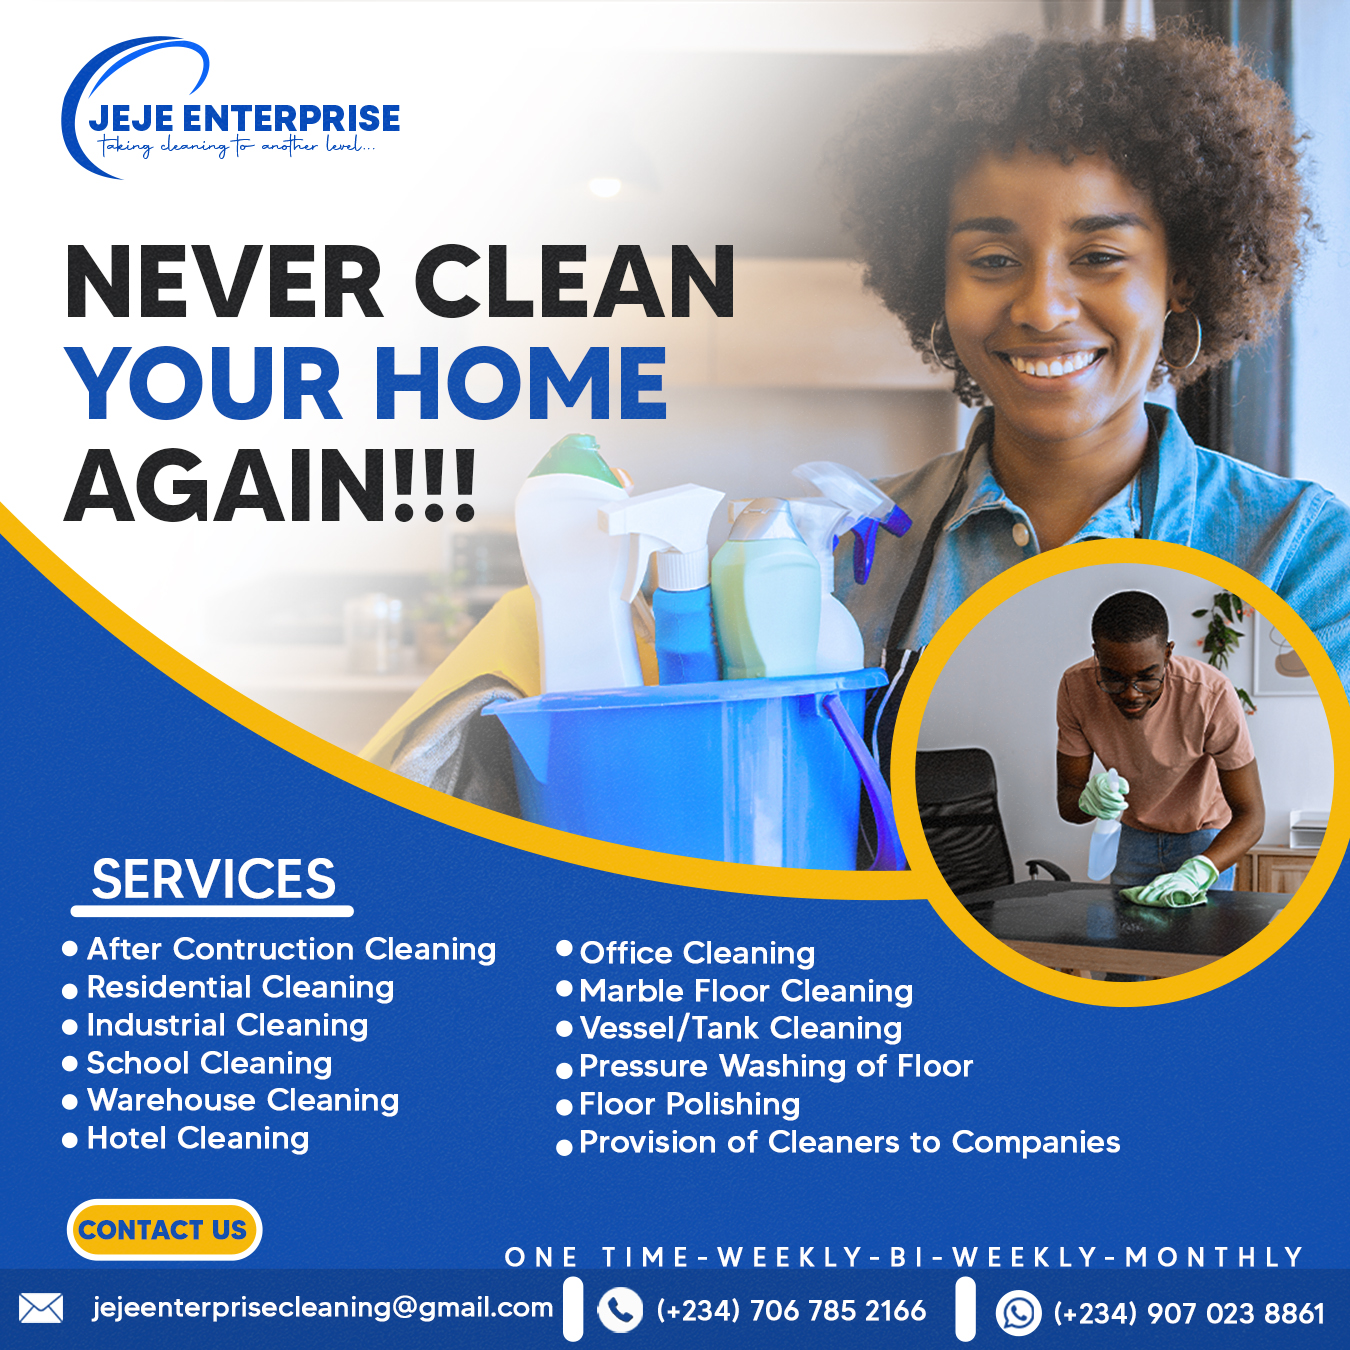 JEJE ENTERPRISE
taking cleaning to another level...
NEVER CLEAN
YOUR HOME
AGAIN!!!
SERVICES
After Contruction Cleaning
Residential Cleaning
Industrial Cleaning
School Cleaning
Warehouse Cleaning
Hotel Cleaning
Office Cleaning
Marble Floor Cleaning
Vessel/Tank Cleaning
Pressure Washing of Floor
Floor Polishing
Provision of Cleaners to Companies
CONTACT US
ONE TIME-WEEKLY-BI-WEEKLY-MONTHLY
jejeenterprisecleaning@gmail.com
(+234) 706 785 2166
(+234) 907 023 8861